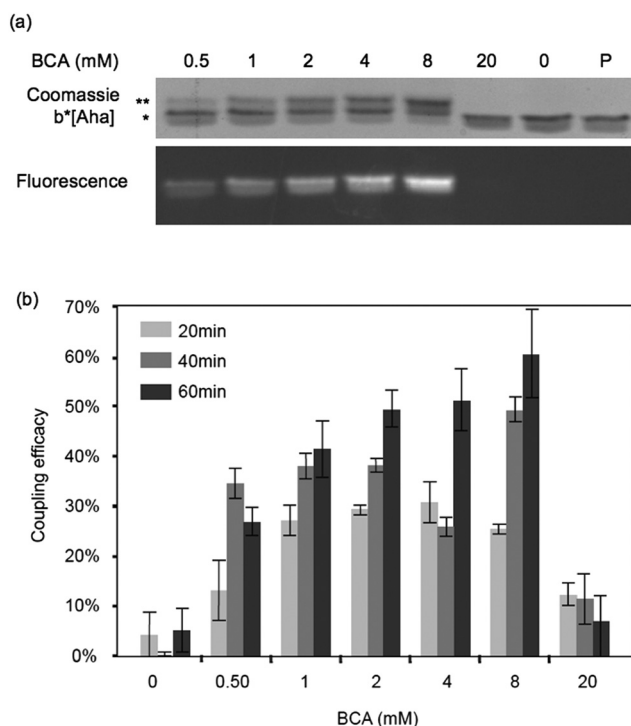 (a)
BCA (mM) 0.5 1 2 4 8 20 0 P
Coomassie **
b*[Aha] *
Fluorescence
(b)
70%
60%
50%
40%
30%
20%
10%
0%
Coupling efficacy
20min
40min
60min
0 0.50 1 2 4 8 20
BCA (mM)